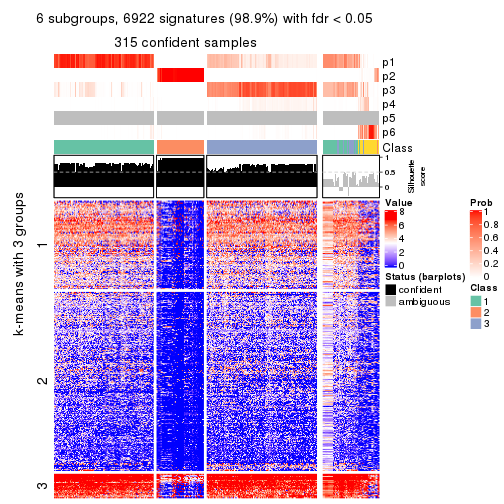 6 subgroups, 6922 signatures (98.9%) with fdr < 0.05
315 confident samples
p1
p2
p3
p4
p5
p6
Class
1
0.5
0
Silhouette
score
k-means with 3 groups
1
2
3
Value
8
6
4
2
0
Status (barplots)
confident
ambiguous
Prob
1
0.8
0.6
0.4
0.2
0
Class
1
2
3